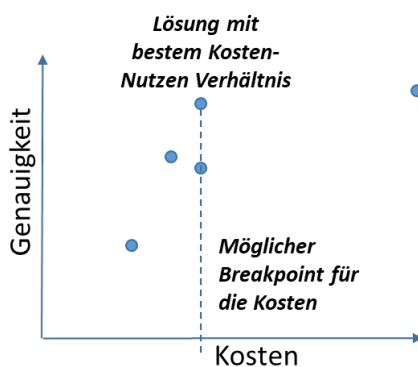 Lösung mit
bestem Kosten-
Nutzen Verhältnis
Genauigkeit
Möglicher
Breakpoint für
die Kosten
Kosten